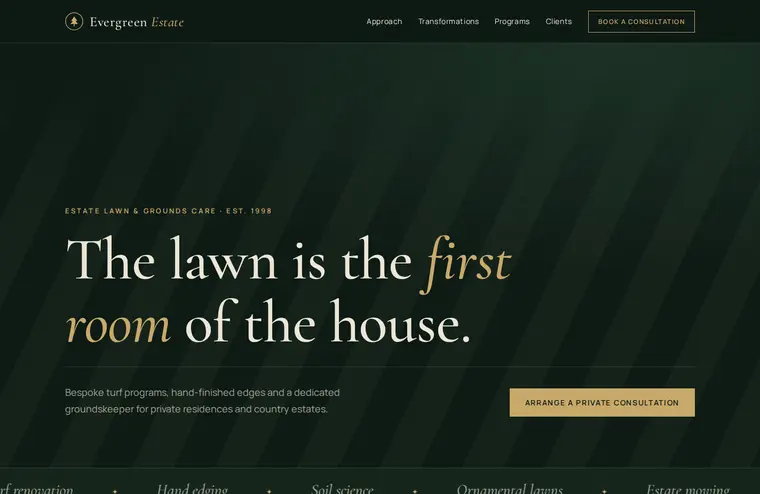 Evergreen Estate
Approach
Transformations
Programs
Clients
BOOK A CONSULTATION
ESTATE LAWN & GROUNDS CARE · EST. 1998
The lawn is the first
room of the house.
Bespoke turf programs, hand-finished edges and a dedicated
groundskeeper for private residences and country estates.
ARRANGE A PRIVATE CONSULTATION
rf renovation
Hand edging
Soil science
Ornamental lawns
Estate mowing